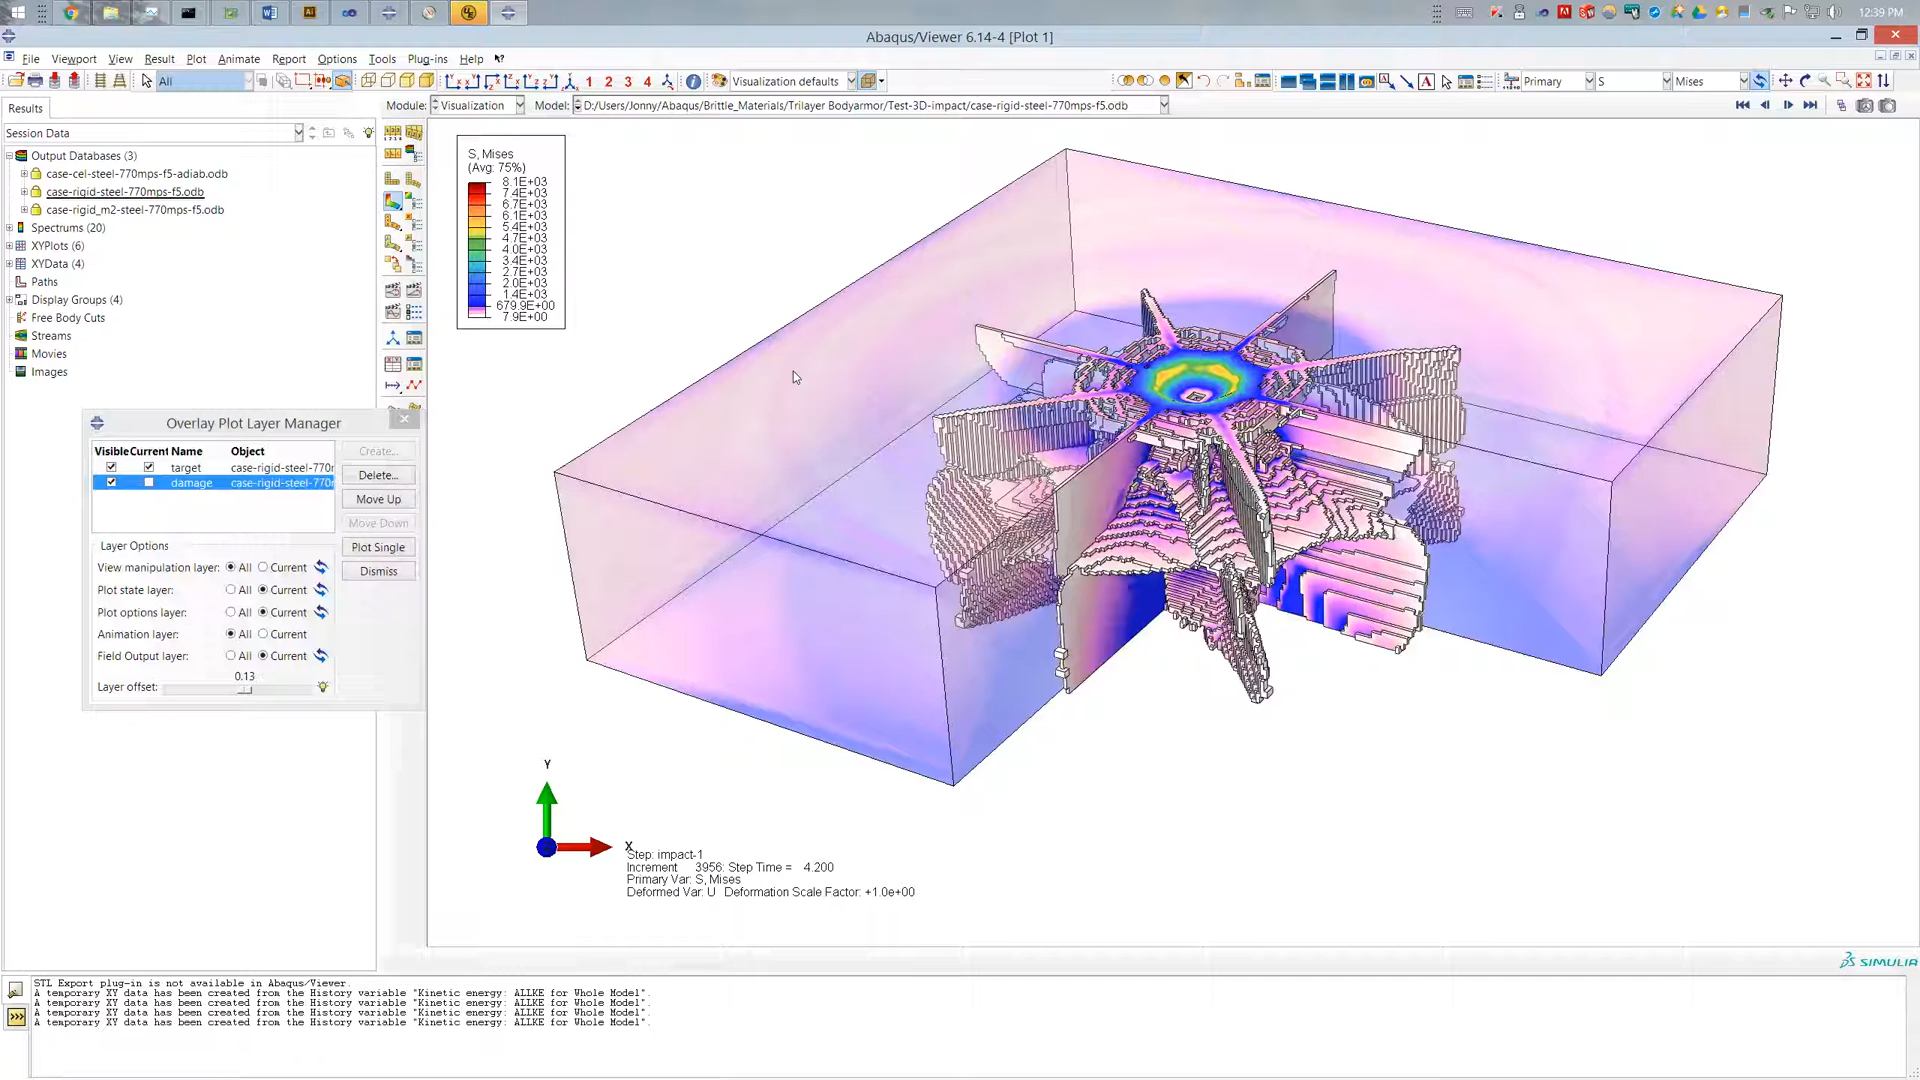 12:39 PM
Abaqus/Viewer 6.14-4 [Plot 1]
File Viewport View Result Plot Animate Report Options Tools Plug-ins Help
All 1 2 3 4 Visualization defaults Primary S Mises
Results Module: Visualization Model: D:/Users/Jonny/Abaqus/Brittle_Materials/Trilayer Bodyarmor/Test-3D-impact/case-rigid-steel-770mps-f5.odb
Session Data
Output Databases (3)
case-cel-steel-770mps-f5-adiab.odb
case-rigid-steel-770mps-f5.odb
case-rigid_m2-steel-770mps-f5.odb
Spectrums (20)
XYPlots (6)
XYData (4)
Paths
Display Groups (4)
Free Body Cuts
Streams
Movies
Images
S, Mises
(Avg: 75%)
8.1E+03
7.4E+03
6.7E+03
6.1E+03
5.4E+03
4.7E+03
4.0E+03
3.4E+03
2.7E+03
2.0E+03
1.4E+03
679.9E+00
7.9E+00
Overlay Plot Layer Manager
Visible Current Name Object
target case-rigid-steel-770
damage case-rigid-steel-770
Create...
Delete...
Move Up
Move Down
Plot Single
Dismiss
Layer Options
View manipulation layer: All Current
Plot state layer: All Current
Plot options layer: All Current
Animation layer: All Current
Field Output layer: All Current
0.13
Layer offset:
Y
X
Step: impact-1
Increment 3956: Step Time = 4.200
Primary Var: S, Mises
Deformed Var: U Deformation Scale Factor: +1.0e+00
SIMULIA
STL Export plug-in is not available in Abaqus/Viewer.
A temporary XY data has been created from the History variable "Kinetic energy: ALLKE for Whole Model".
A temporary XY data has been created from the History variable "Kinetic energy: ALLKE for Whole Model".
A temporary XY data has been created from the History variable "Kinetic energy: ALLKE for Whole Model".
A temporary XY data has been created from the History variable "Kinetic energy: ALLKE for Whole Model".